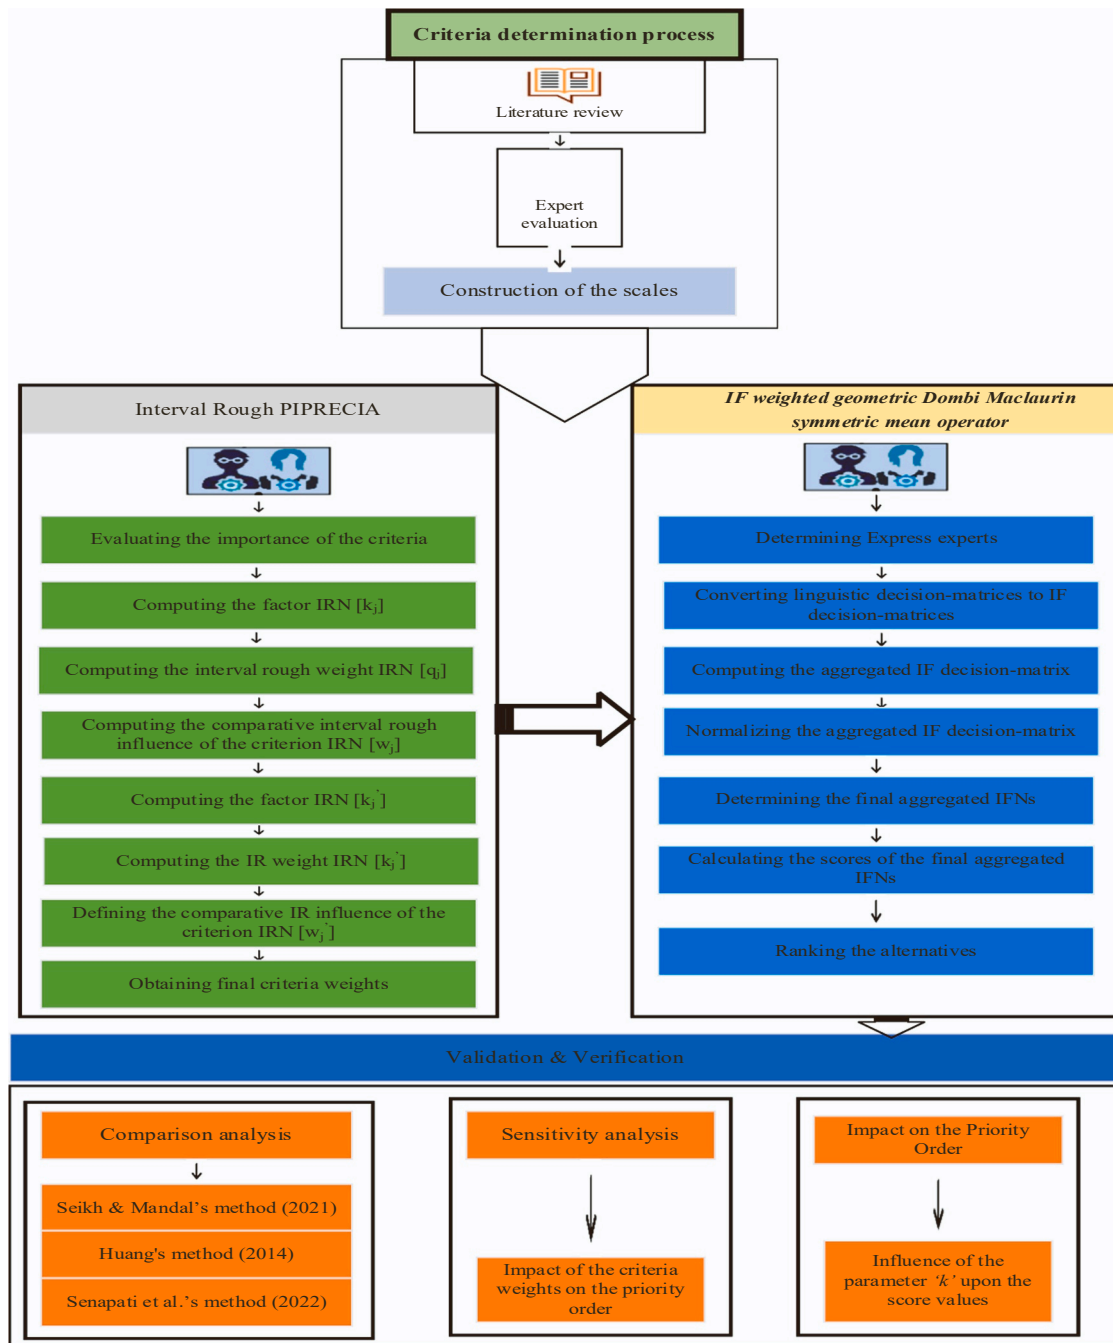 Criteria determination process
Literature review
Expert
evaluation
Construction of the scales
Interval Rough PIPRECIA
Evaluating the importance of the criteria
Computing the factor IRN [kj]
Computing the interval rough weight IRN [qj]
Computing the comparative interval rough
influence of the criterion IRN [wj]
Computing the factor IRN [kj']
Computing the IR weight IRN [kj']
Defining the comparative IR influence of the
criterion IRN [wj']
Obtaining final criteria weights
IF weighted geometric Dombi Maclaurin
symmetric mean operator
Determining Express experts
Converting linguistic decision-matrices to IF
decision-matrices
Computing the aggregated IF decision-matrix
Normalizing the aggregated IF decision-matrix
Determining the final aggregated IFNs
Calculating the scores of the final aggregated
IFNs
Ranking the alternatives
Validation & Verification
Comparison analysis
Seikh & Mandal's method (2021)
Huang's method (2014)
Senapati et al.'s method (2022)
Sensitivity analysis
Impact of the criteria
weights on the priority
order
Impact on the Priority
Order
Influence of the
parameter ‘k’ upon the
score values